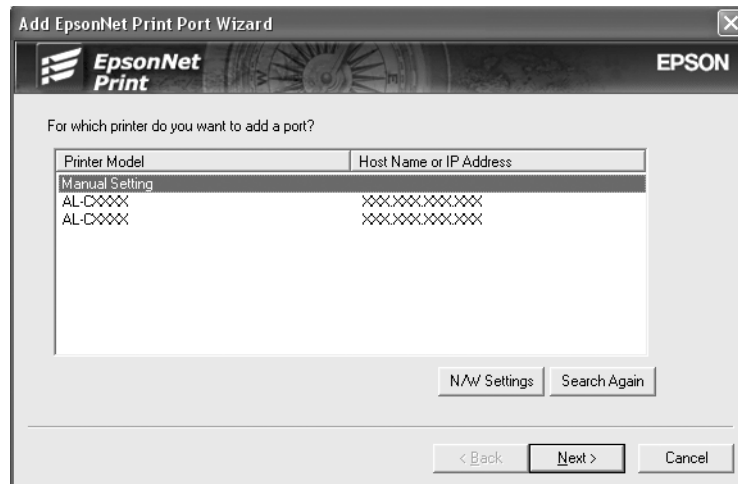 Add EpsonNet Print Port Wizard
EpsonNet Print
EPSON
For which printer do you want to add a port?
Printer Model Host Name or IP Address
Manual Setting
AL-CXXXX XXX.XXX.XXX.XXX
AL-CXXXX XXX.XXX.XXX.XXX
N/W Settings Search Again
< Back Next > Cancel